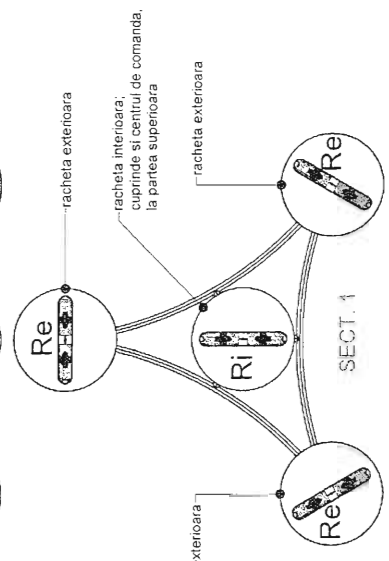 racheta exterioara
racheta interioara;
cuprinde si centrul de comanda,
la partea superioara
racheta exterioara
exterioara
Re
Ri
Re
Re
SECT. 1